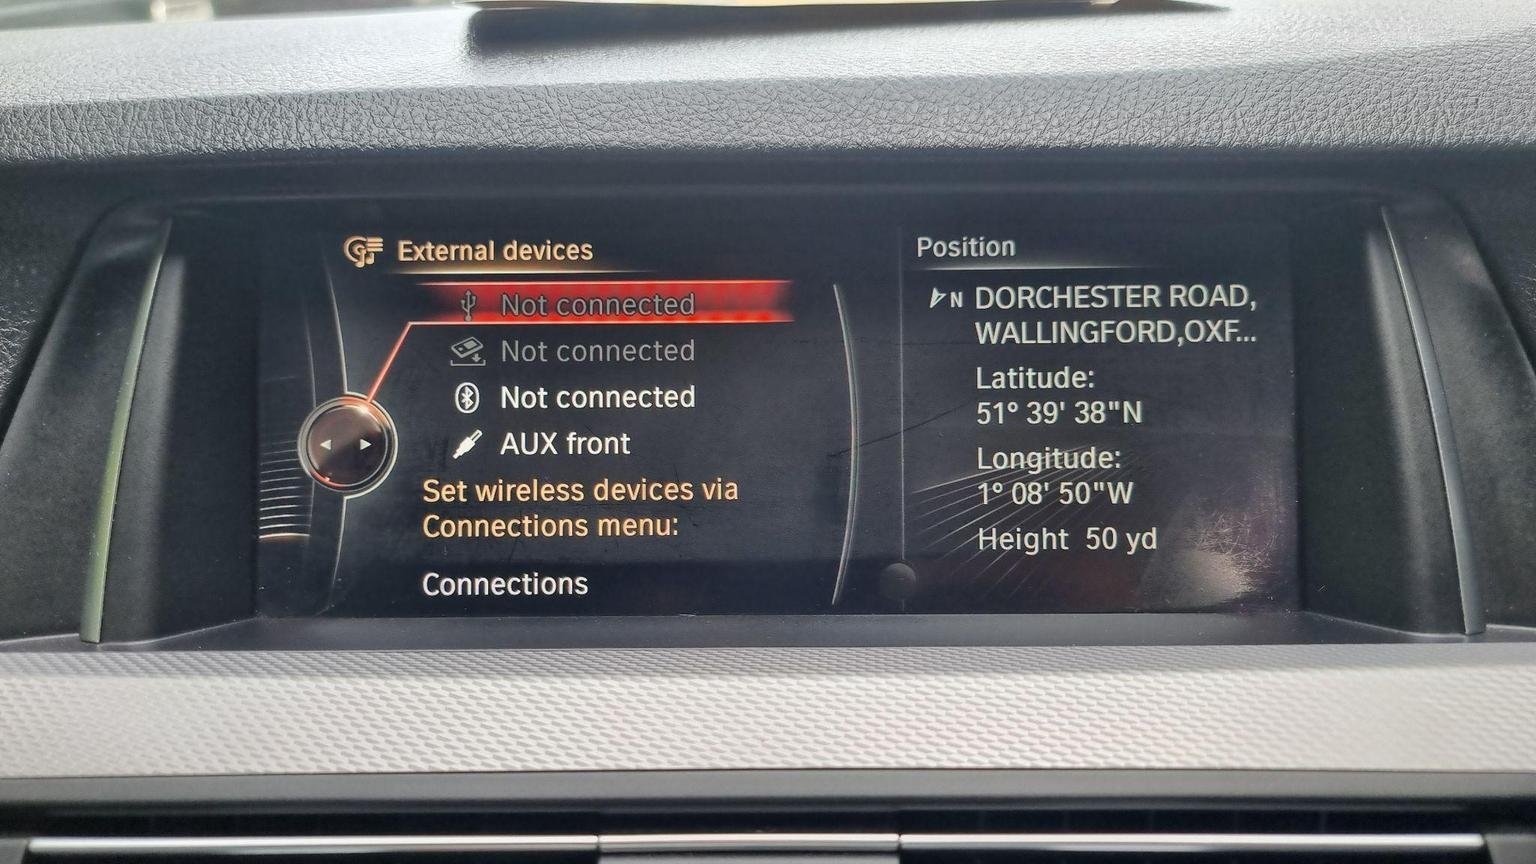 External devices
Not connected
Not connected
Not connected
AUX front
Set wireless devices via
Connections menu:
Connections
Position
N DORCHESTER ROAD,
WALLINGFORD,OXF...
Latitude:
51° 39' 38"N
Longitude:
1° 08' 50"W
Height 50 yd